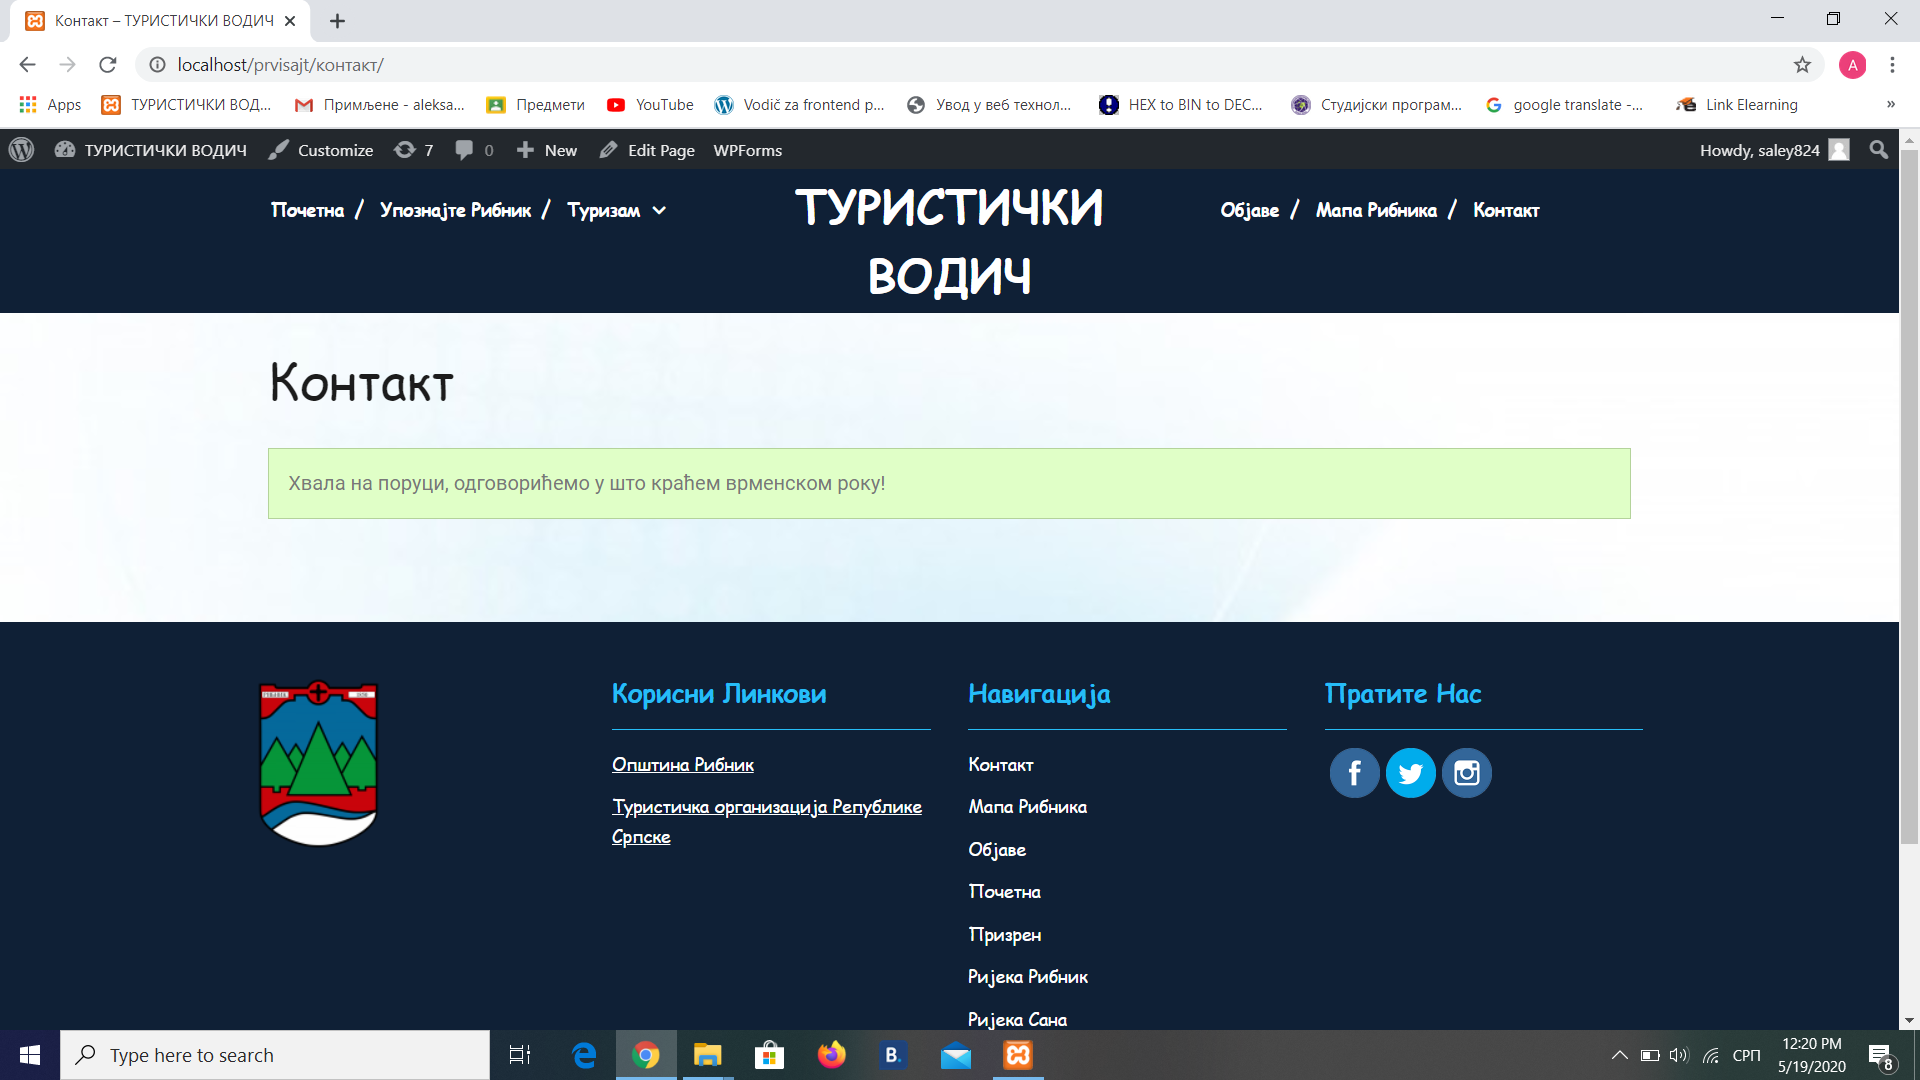 Контакт – ТУРИСТИЧКИ ВОДИЧ
localhost/prvisajt/контакт/
A
Apps
ТУРИСТИЧКИ ВОД...
Примљене - aleksa...
Предмети
YouTube
Vodič za frontend p...
Увод у веб технол...
HEX to BIN to DEC...
Студијски програм...
google translate -...
Link Elearning
»
ТУРИСТИЧКИ ВОДИЧ
Customize
7
0
New
Edit Page
WPForms
Howdy, saley824
Почетна / Упознајте Рибник / Туризам
ТУРИСТИЧКИ
ВОДИЧ
Објаве / Мапа Рибника / Контакт
Контакт
Хвала на поруци, одговорићемо у што краћем врменском року!
Корисни Линкови
Општина Рибник
Туристичка организација Републике
Српске
Навигација
Контакт
Мапа Рибника
Објаве
Почетна
Призрен
Ријека Рибник
Ријека Сана
Пратите Нас
Type here to search
B.
СРП
12:20 PM
5/19/2020
8